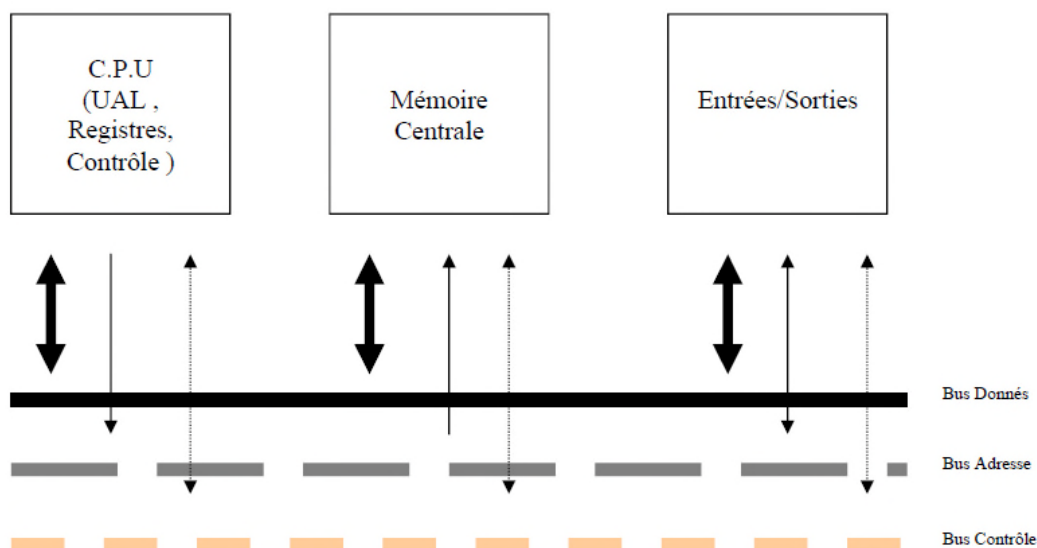 C.P.U
(UAL ,
Registres,
Contrôle )
Mémoire
Centrale
Entrées/Sorties
Bus Donnés
Bus Adresse
Bus Contrôle